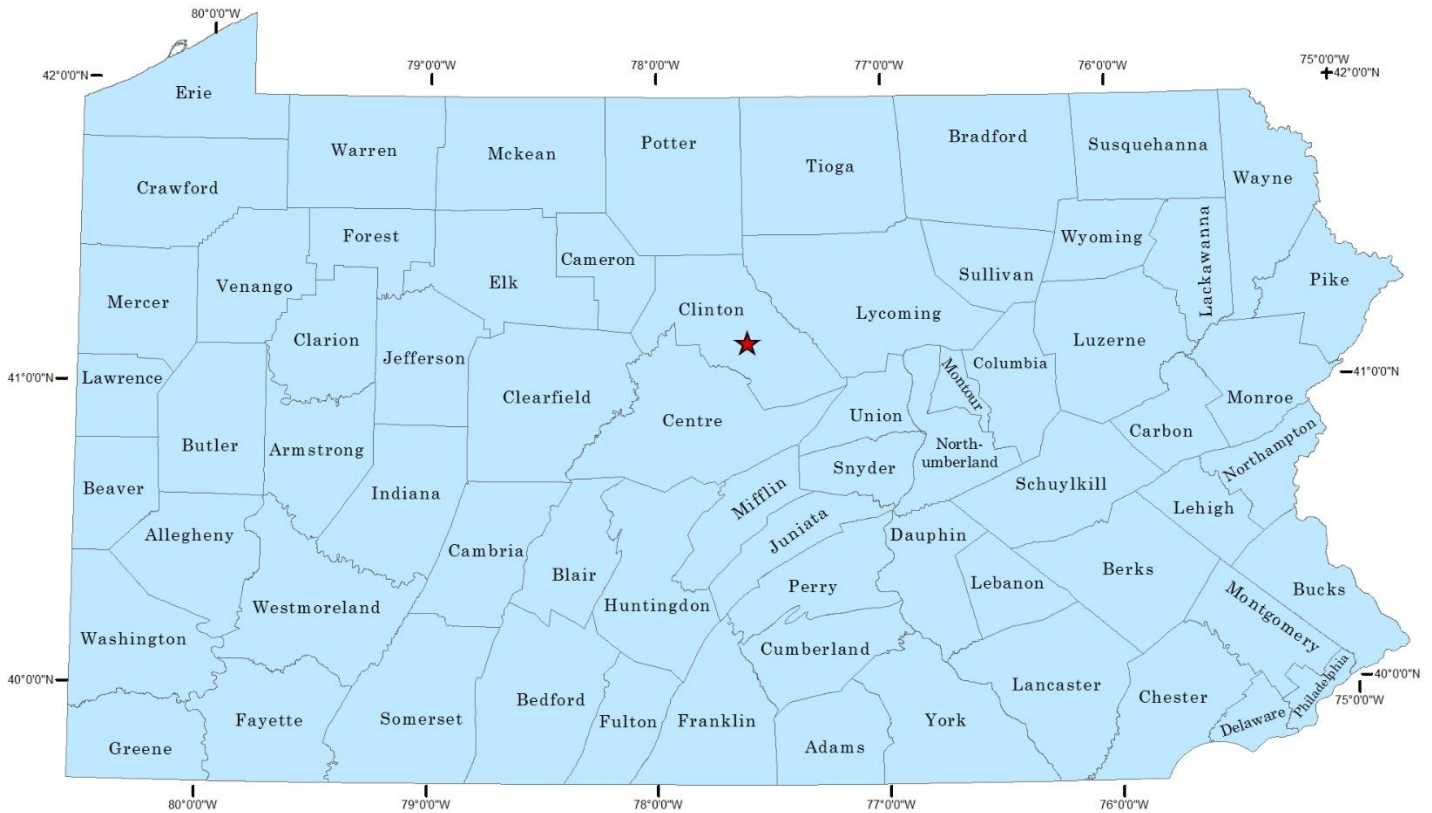 80°0'0"W
79°0'0"W
78°0'0"W
77°0'0"W
76°0'0"W
75°0'0"W
42°0'0"N
42°0'0"N
Erie
Warren
Mckean
Potter
Tioga
Bradford
Susquehanna
Wayne
Crawford
Forest
Cameron
Wyoming
Lackawanna
Pike
Venango
Elk
Sullivan
Mercer
Clinton
Lycoming
Clarion
Jefferson
Luzerne
Columbia
Montour
41°0'0"N
Lawrence
41°0'0"N
Clearfield
Centre
Union
Monroe
Butler
Armstrong
Carbon
Northampton
North-
umberland
Snyder
Beaver
Indiana
Mifflin
Schuylkill
Lehigh
Allegheny
Juniata
Dauphin
Cambria
Blair
Perry
Lebanon
Berks
Bucks
Westmoreland
Huntingdon
Montgomery
Washington
Cumberland
40°0'0"N
40°0'0"N
75°0'0"W
Lancaster
Chester
Philadelphia
Delaware
Fayette
Somerset
Bedford
Fulton
Franklin
York
Greene
Adams
80°0'0"W
79°0'0"W
78°0'0"W
77°0'0"W
76°0'0"W